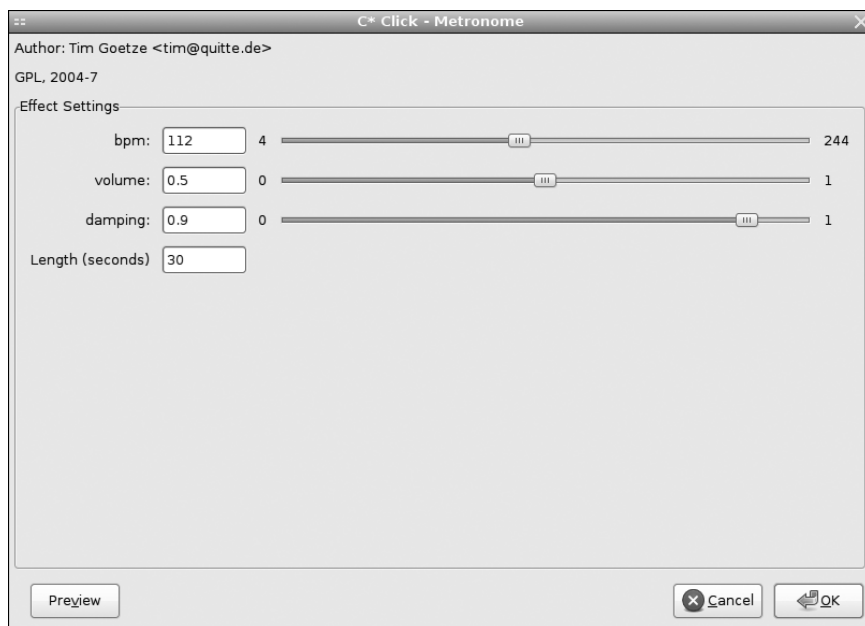 C* Click - Metronome
Author: Tim Goetze <tim@quitte.de>
GPL, 2004-7
Effect Settings
bpm: 112 4 244
volume: 0.5 0 1
damping: 0.9 0 1
Length (seconds) 30
Preview Cancel OK